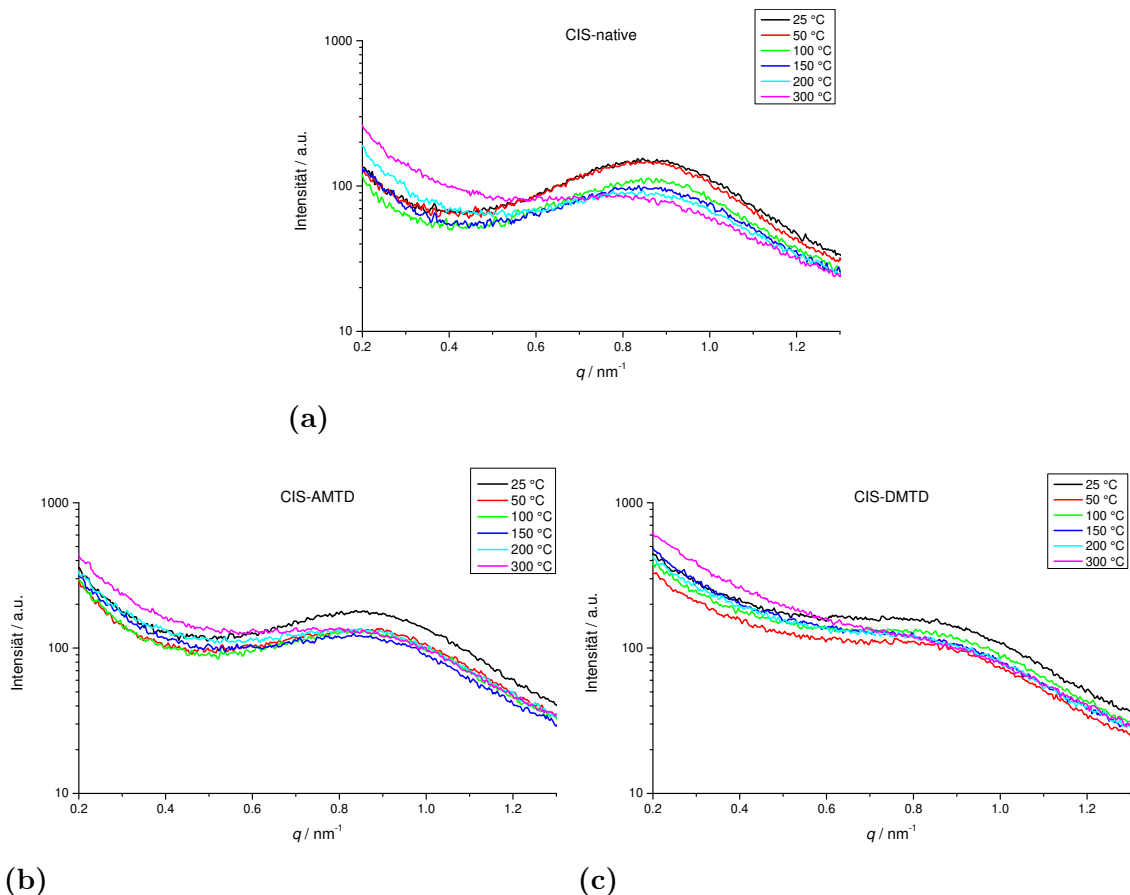 CIS-native
25 °C
50 °C
100 °C
150 °C
200 °C
300 °C
Intensität / a.u.
1000
100
10
0.2 0.4 0.6 0.8 1.0 1.2
q / nm⁻¹
(a)
CIS-AMTD
25 °C
50 °C
100 °C
150 °C
200 °C
300 °C
Intensiät / a.u.
1000
100
10
0.2 0.4 0.6 0.8 1.0 1.2
q / nm⁻¹
(b)
CIS-DMTD
25 °C
50 °C
100 °C
150 °C
200 °C
300 °C
Intensität / a.u.
1000
100
10
0.2 0.4 0.6 0.8 1.0 1.2
q / nm⁻¹
(c)